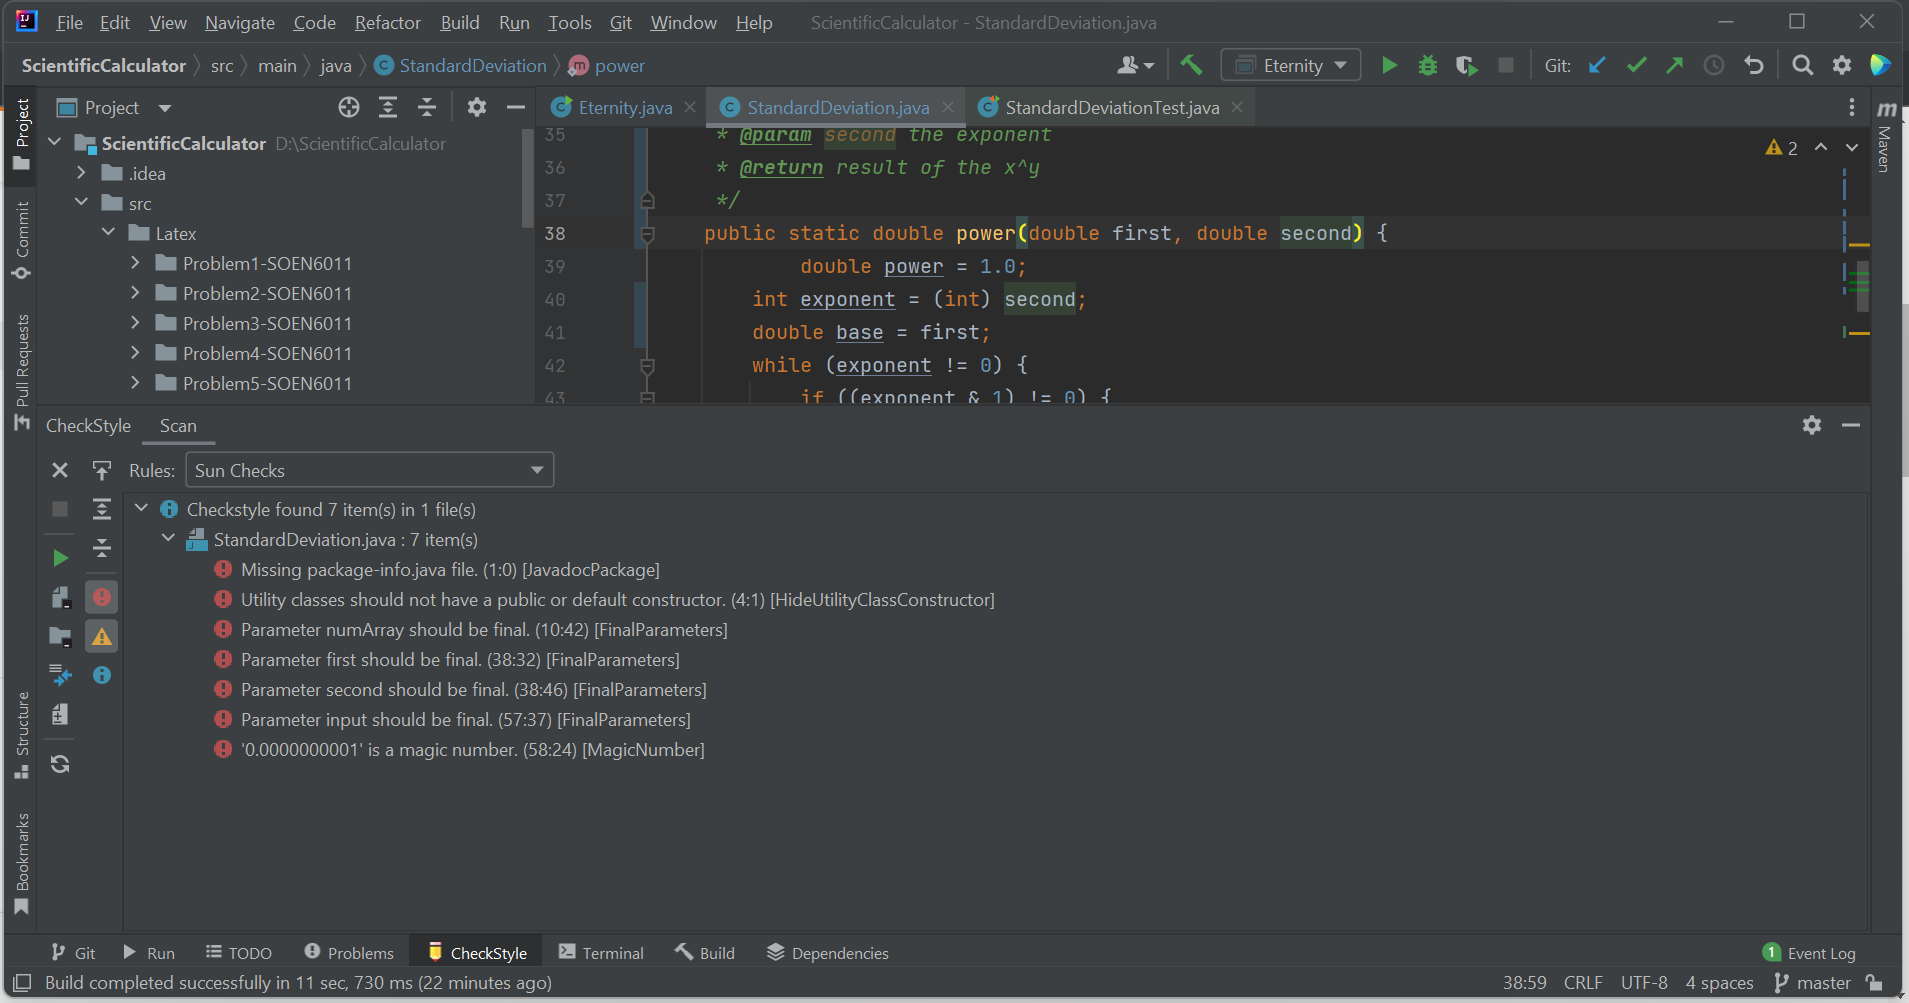 File Edit View Navigate Code Refactor Build Run Tools Git Window Help ScientificCalculator - StandardDeviation.java
ScientificCalculator src main java StandardDeviation m power Eternity Git:
Project
Eternity.java StandardDeviation.java StandardDeviationTest.java
ScientificCalculator D:\ScientificCalculator
.idea
src
Latex
Problem1-SOEN6011
Problem2-SOEN6011
Problem3-SOEN6011
Problem4-SOEN6011
Problem5-SOEN6011
35 * @param second the exponent
36 * @return result of the x^y
37 */
38 public static double power(double first, double second) {
39 double power = 1.0;
40 int exponent = (int) second;
41 double base = first;
42 while (exponent != 0) {
43 if ((exponent & 1) != 0) {
2
m Maven
Project
Commit
Pull Requests
Structure
Bookmarks
CheckStyle Scan
Rules: Sun Checks
Checkstyle found 7 item(s) in 1 file(s)
StandardDeviation.java : 7 item(s)
Missing package-info.java file. (1:0) [JavadocPackage]
Utility classes should not have a public or default constructor. (4:1) [HideUtilityClassConstructor]
Parameter numArray should be final. (10:42) [FinalParameters]
Parameter first should be final. (38:32) [FinalParameters]
Parameter second should be final. (38:46) [FinalParameters]
Parameter input should be final. (57:37) [FinalParameters]
'0.0000000001' is a magic number. (58:24) [MagicNumber]
Git Run TODO Problems CheckStyle Terminal Build Dependencies 1 Event Log
Build completed successfully in 11 sec, 730 ms (22 minutes ago) 38:59 CRLF UTF-8 4 spaces master